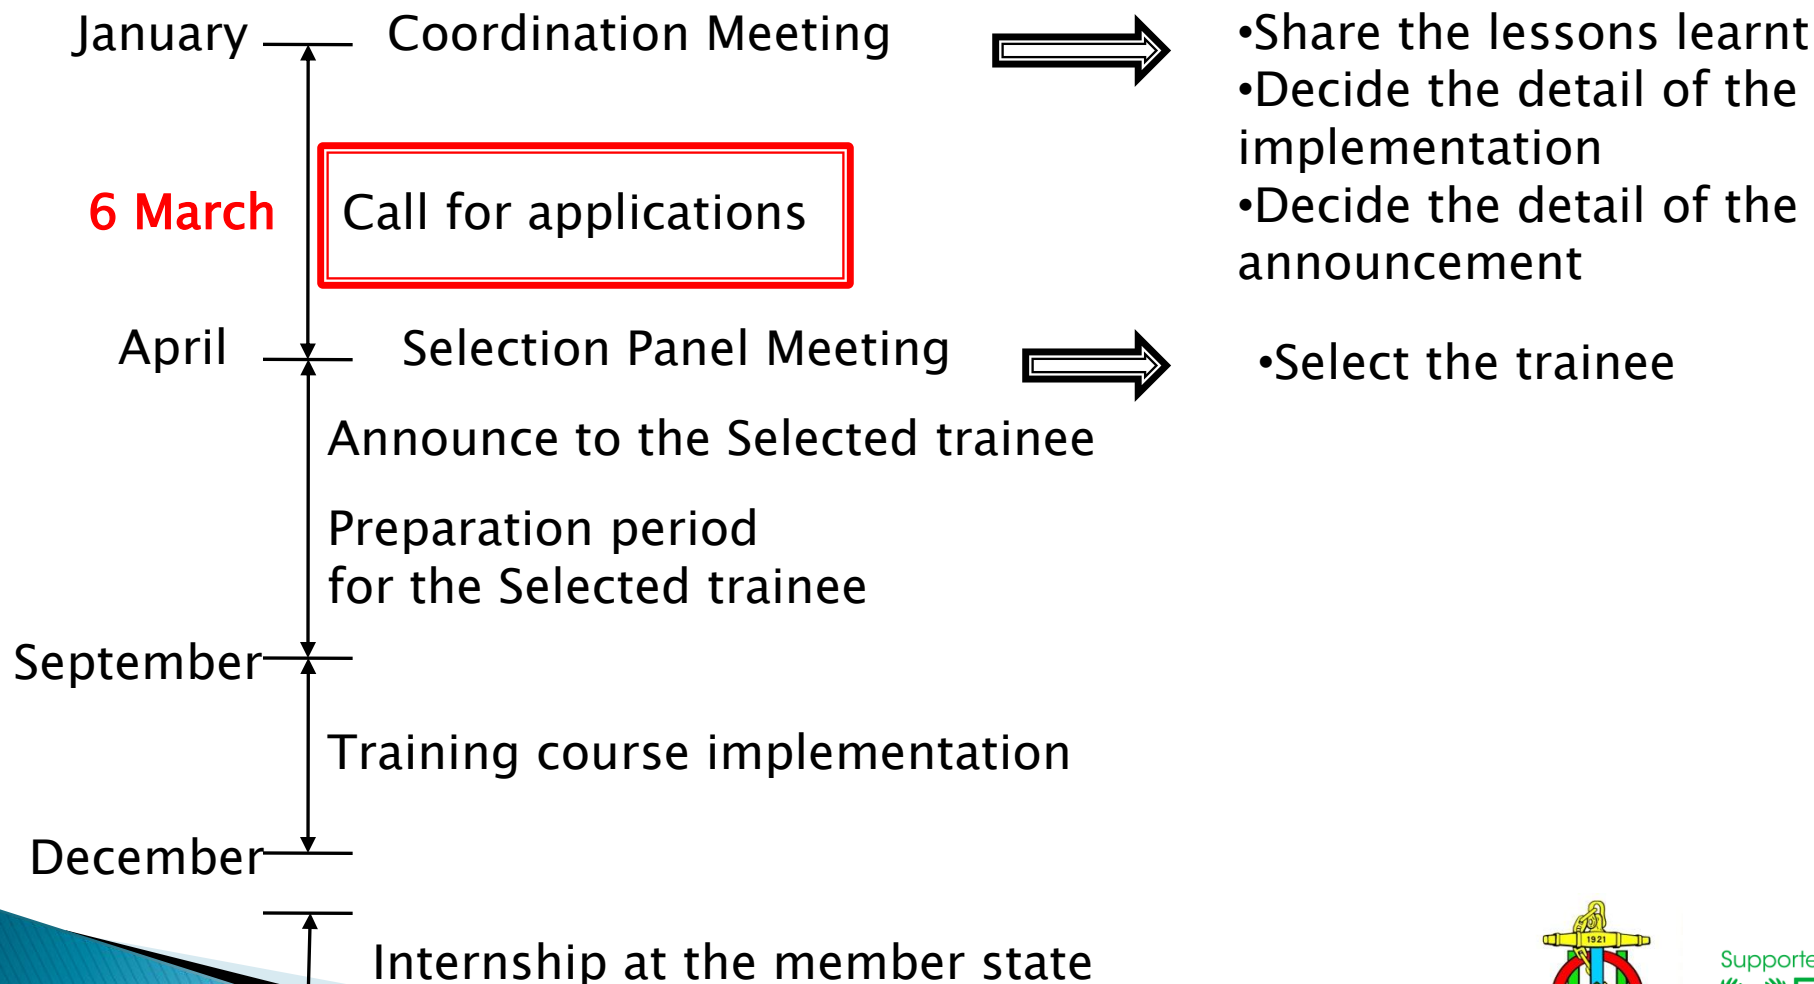 January
Coordination Meeting
•Share the lessons learnt
•Decide the detail of the
implementation
•Decide the detail of the
announcement
6 March
Call for applications
April
Selection Panel Meeting
•Select the trainee
Announce to the Selected trainee
Preparation period
for the Selected trainee
September
Training course implementation
December
Internship at the member state
1921